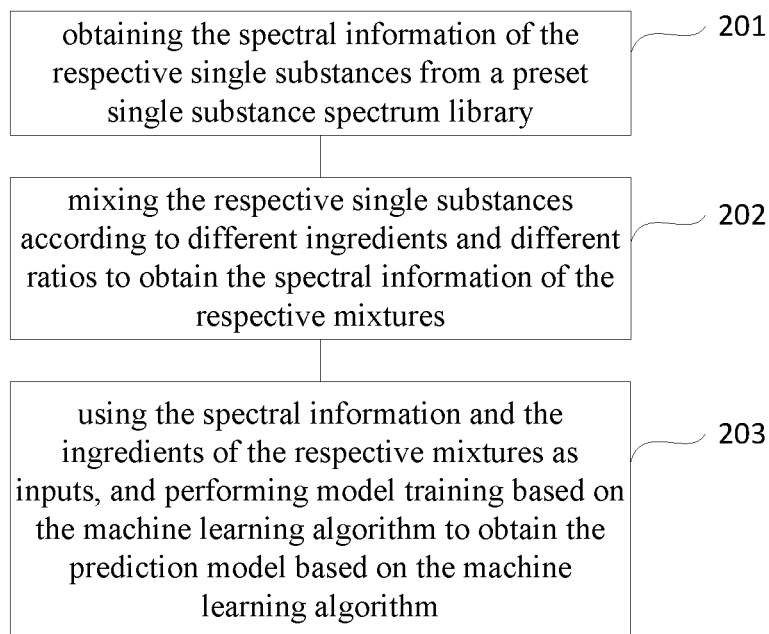 obtaining the spectral information of the
respective single substances from a preset
single substance spectrum library
201
mixing the respective single substances
according to different ingredients and different
ratios to obtain the spectral information of the
respective mixtures
202
using the spectral information and the
ingredients of the respective mixtures as
inputs, and performing model training based on
the machine learning algorithm to obtain the
prediction model based on the machine
learning algorithm
203